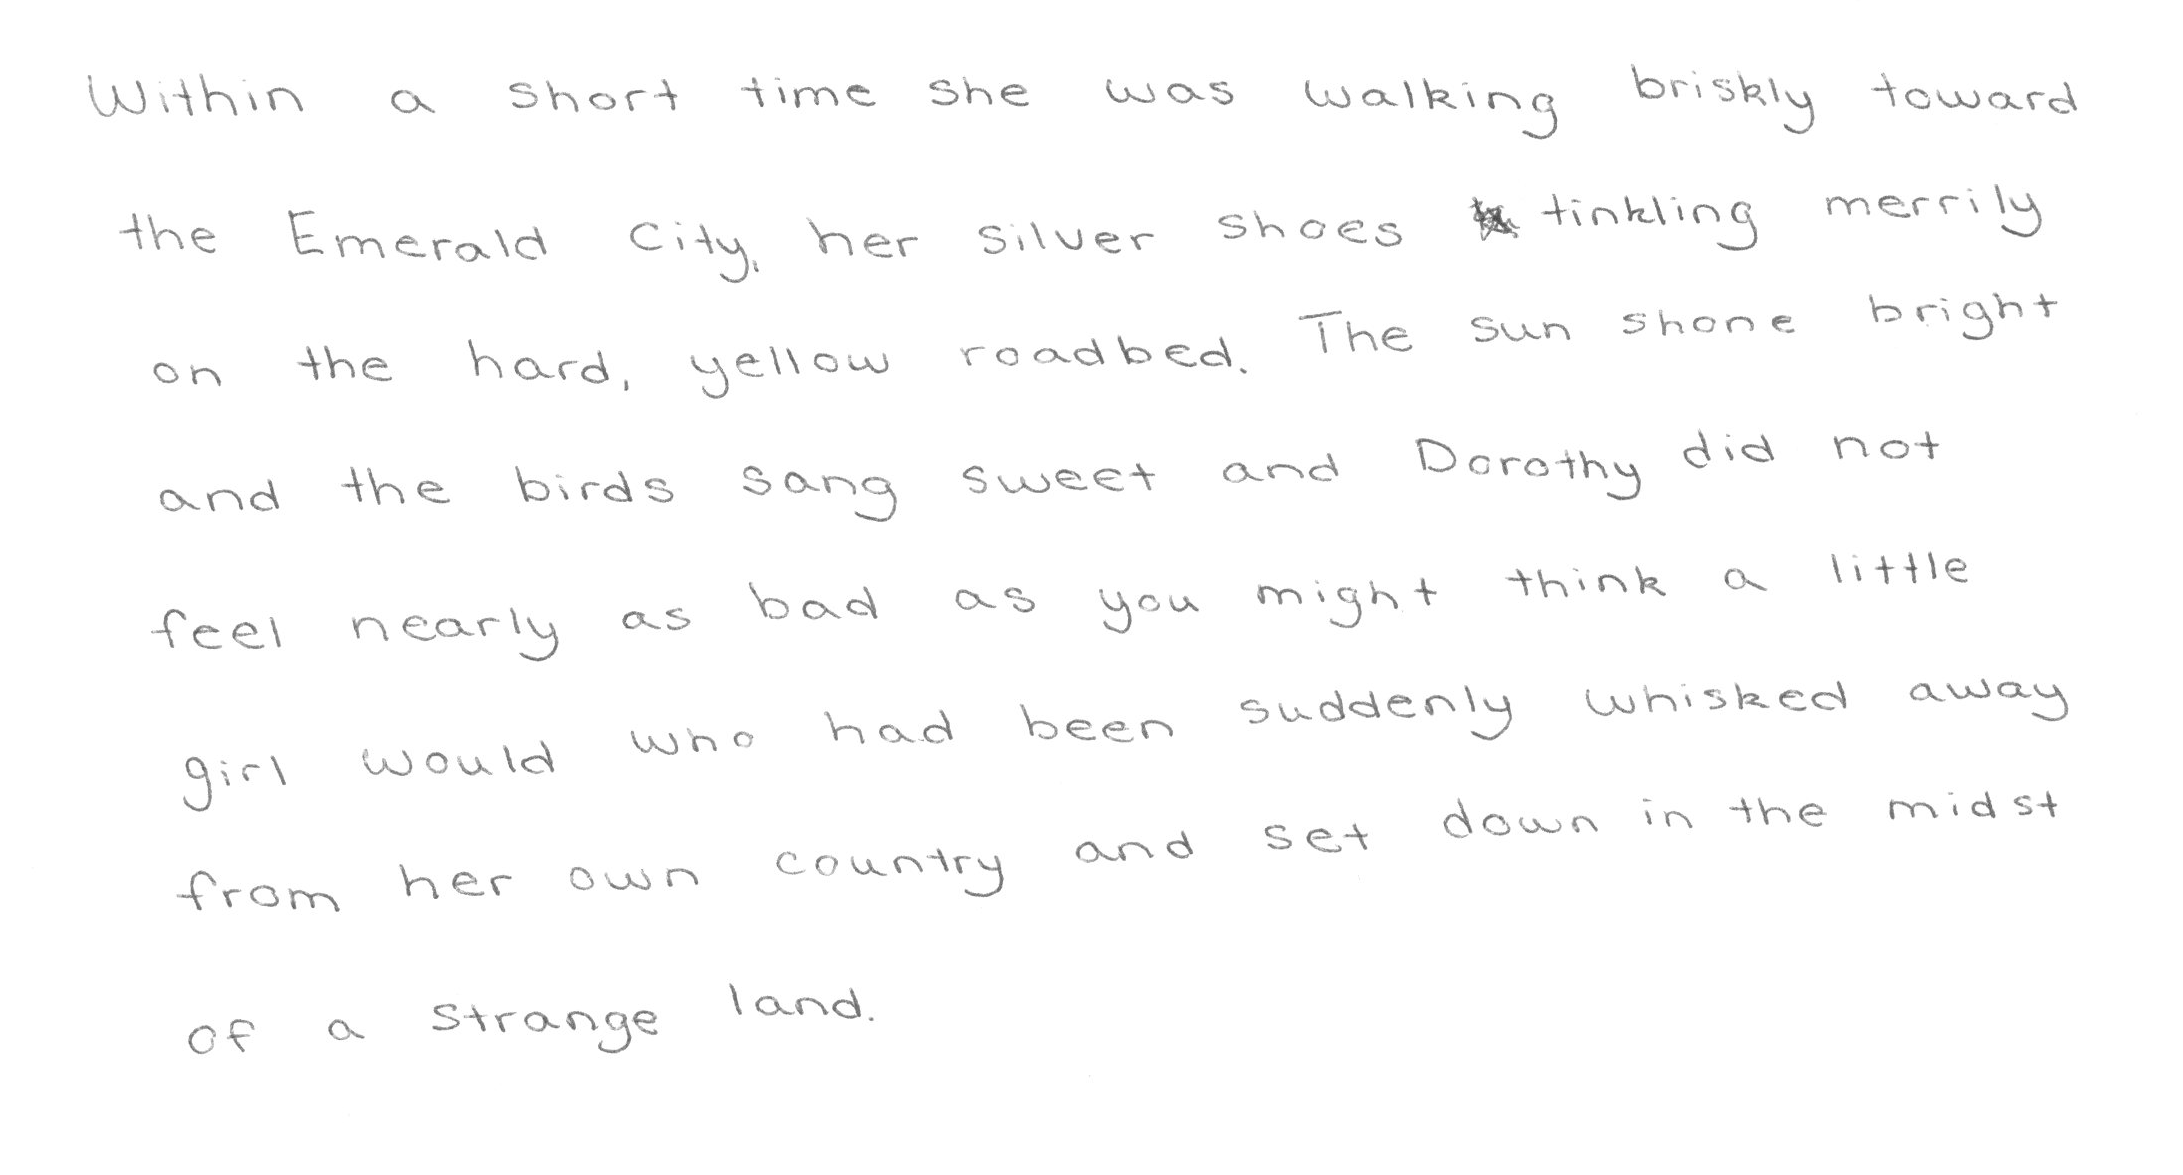 Within a short time she was walking briskly toward
the Emerald City, her silver shoes tinkling merrily
on the hard, yellow roadbed. The sun shone bright
and the birds sang sweet and Dorothy did not
feel nearly as bad as you might think a little
girl would who had been suddenly whisked away
from her own country and set down in the midst
of a strange land.